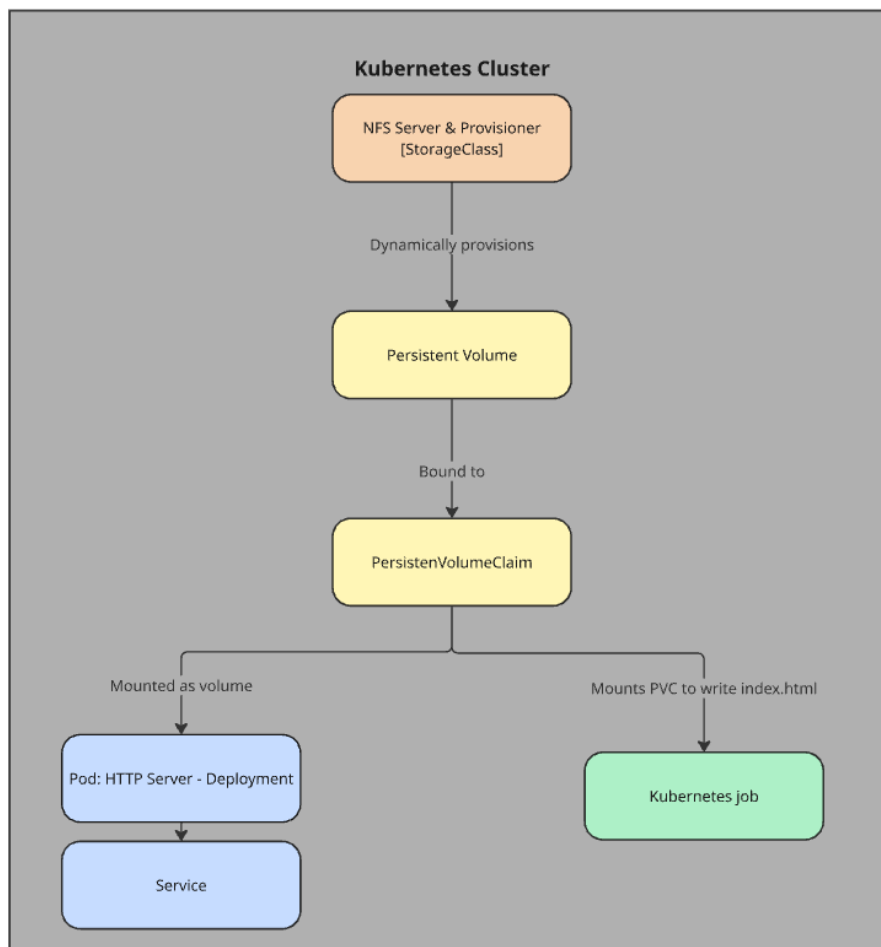 Kubernetes Cluster
NFS Server & Provisioner
[StorageClass]
Dynamically provisions
Persistent Volume
Bound to
PersistenVolumeClaim
Mounted as volume
Mounts PVC to write index.html
Pod: HTTP Server - Deployment
Kubernetes job
Service